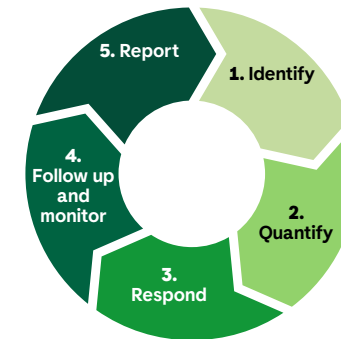 1. Identify
2.
Quantify
3.
Respond
4.
Follow up
and
monitor
5. Report